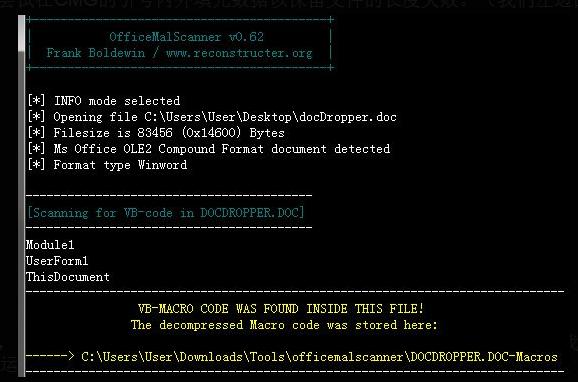 +------------------------------------------+
| OfficeMalScanner v0.62 |
| Frank Boldewin / www.reconstructer.org |
+------------------------------------------+
[*] INFO mode selected
[*] Opening file C:\Users\User\Desktop\docDropper.doc
[*] Filesize is 83456 (0x14600) Bytes
[*] Ms Office OLE2 Compound Format document detected
[*] Format type Winword
-----------------------------------------
[Scanning for VB-code in DOCDROPPER.DOC]
-----------------------------------------
Module1
UserForm1
ThisDocument
-----------------------------------------------------------------------------
VB-MACRO CODE WAS FOUND INSIDE THIS FILE!
The decompressed Macro code was stored here:
------> C:\Users\User\Downloads\Tools\officemalscanner\DOCDROPPER.DOC-Macros
-----------------------------------------------------------------------------